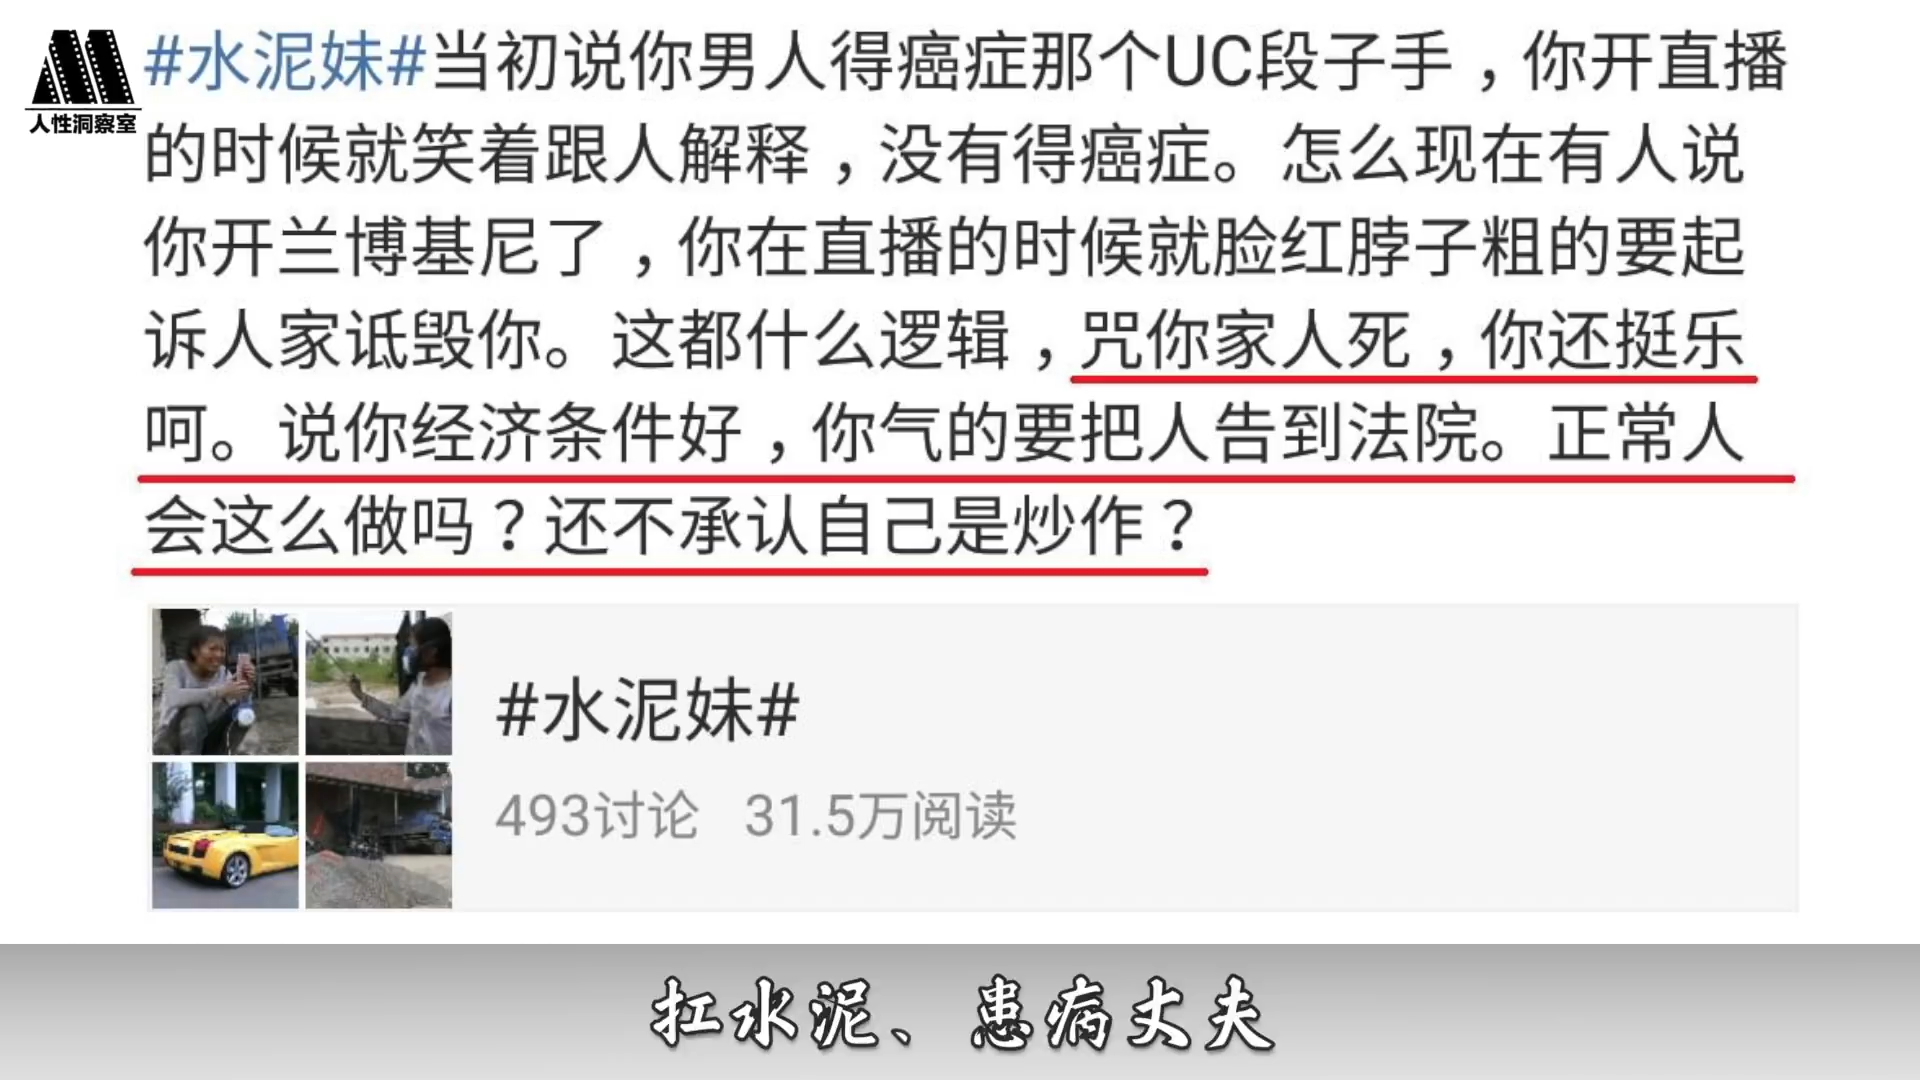 人性洞察室
#水泥妹#当初说你男人得癌症那个UC段子手，你开直播
的时候就笑着跟人解释，没有得癌症。怎么现在有人说
你开兰博基尼了，你在直播的时候就脸红脖子粗的要起
诉人家诋毁你。这都什么逻辑，咒你家人死，你还挺乐
呵。说你经济条件好，你气的要把人告到法院。正常人
会这么做吗？还不承认自己是炒作？
#水泥妹#
493讨论 31.5万阅读
扛水泥、患病丈夫